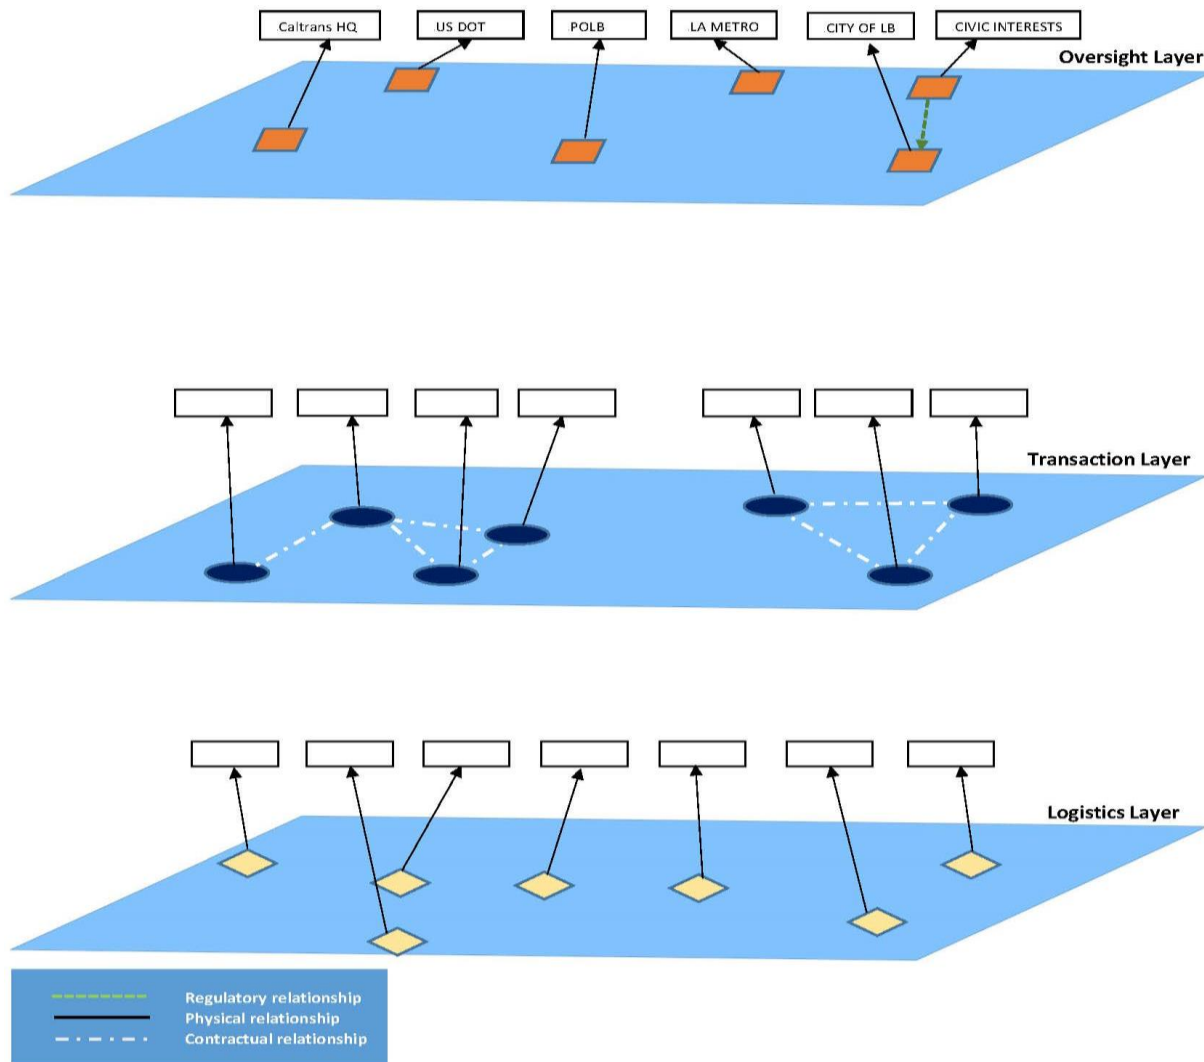 Caltrans HQ
US DOT
POLB
LA METRO
CITY OF LB
CIVIC INTERESTS
Oversight Layer
Transaction Layer
Logistics Layer
Regulatory relationship
Physical relationship
Contractual relationship